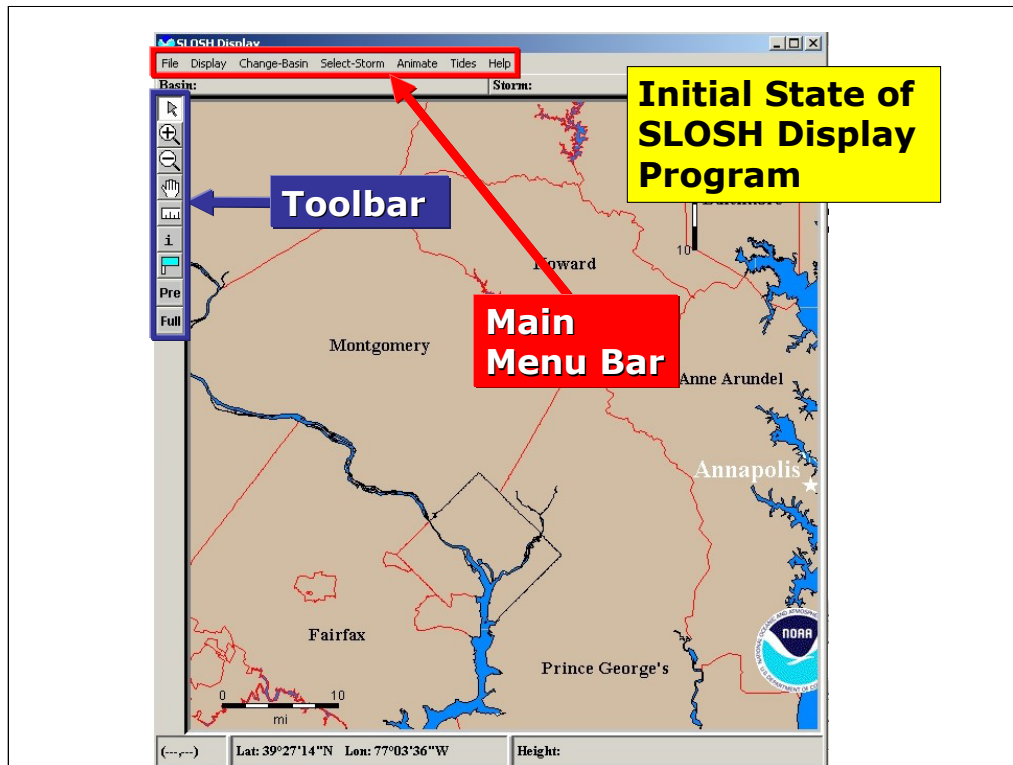 SLOSH Display
File Display Change-Basin Select-Storm Animate Tides Help
Basin:
Storm:
Initial State of
SLOSH Display
Program
Toolbar
10
Howard
i
Pre
Full
Main
Menu Bar
Montgomery
Anne Arundel
Annapolis
NOAA
Fairfax
Prince George's
0 10
mi
(---,---) Lat: 39°27'14"N Lon: 77°03'36"W Height: